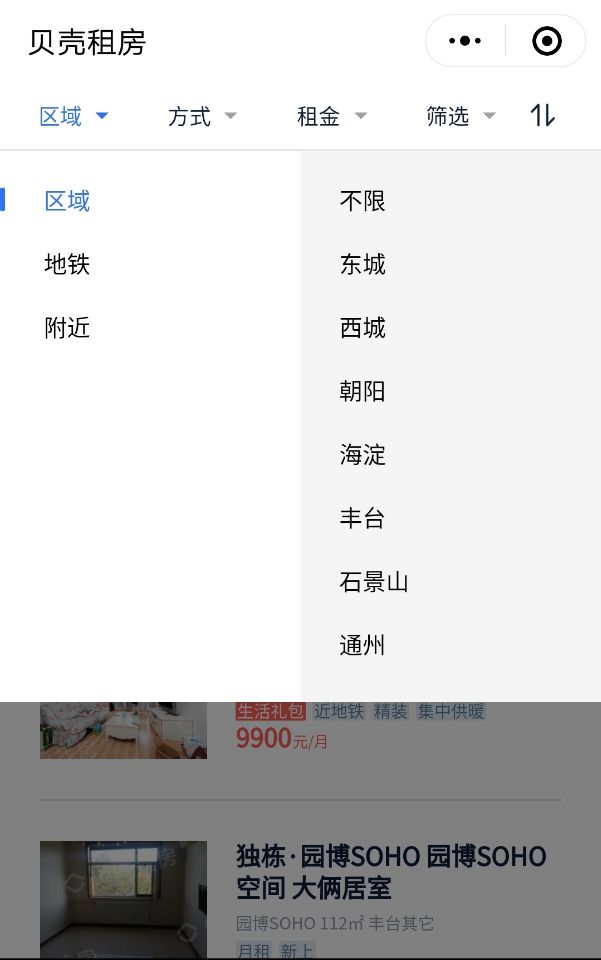 贝壳租房
区域 方式 租金 筛选
区域
地铁
附近
不限
东城
西城
朝阳
海淀
丰台
石景山
通州
生活礼包 近地铁 精装 集中供暖
9900元/月
独栋·园博SOHO 园博SOHO
空间 大俩居室
园博SOHO 112㎡ 丰台其它
月租 新上